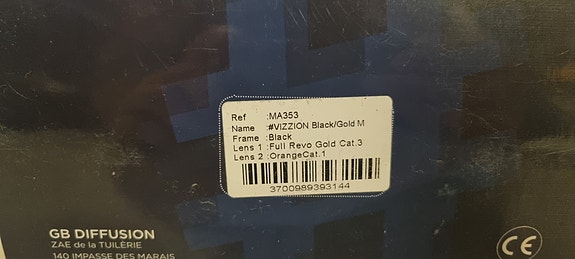 Ref :MA353
Name :#VIZZION Black/Gold M
Frame :Black
Lens 1 :Full Revo Gold Cat.3
Lens 2 :OrangeCat.1
3700989393144
GB DIFFUSION
ZAE de la TUILÈRIE
140 IMPASSE DES MARAIS
CE